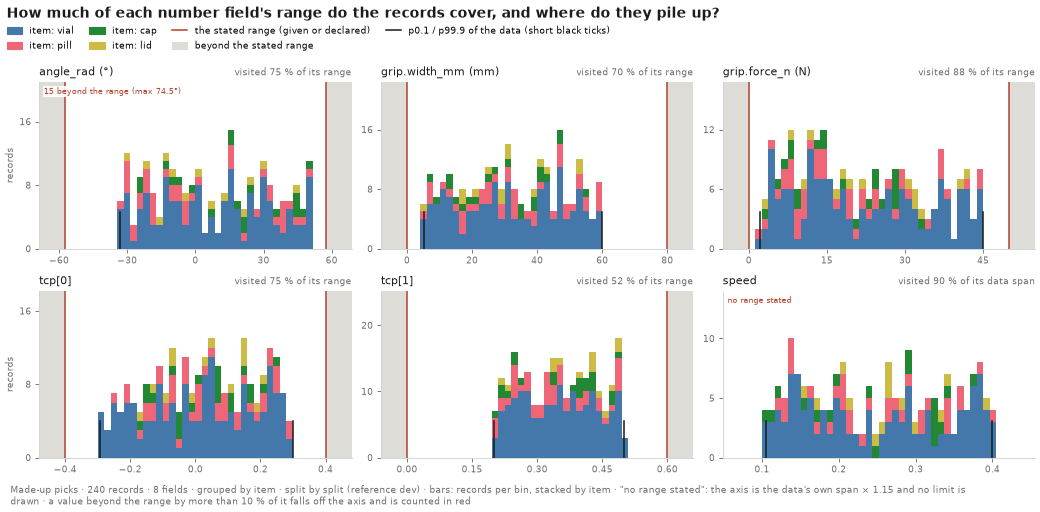 How much of each number field's range do the records cover, and where do they pile up?
item: vial
item: cap
the stated range (given or declared)
p0.1 / p99.9 of the data (short black ticks)
item: pill
item: lid
beyond the stated range
angle_rad (°)
visited 75 % of its range
grip.width_mm (mm)
visited 70 % of its range
grip.force_n (N)
visited 88 % of its range
15 beyond the range (max 74.5°)
records
0
8
16
−60
−30
0
30
60
0
8
16
0
20
40
60
80
0
6
12
0
15
30
45
tcp[0]
visited 75 % of its range
tcp[1]
visited 52 % of its range
speed
visited 90 % of its data span
no range stated
records
0
8
16
−0.4
−0.2
0.0
0.2
0.4
0
10
20
0.00
0.15
0.30
0.45
0.60
0
5
10
0.1
0.2
0.3
0.4
Made-up picks · 240 records · 8 fields · grouped by item · split by split (reference dev) · bars: records per bin, stacked by item · "no range stated": the axis is the data's own span × 1.15 and no limit is
drawn · a value beyond the range by more than 10 % of it falls off the axis and is counted in red